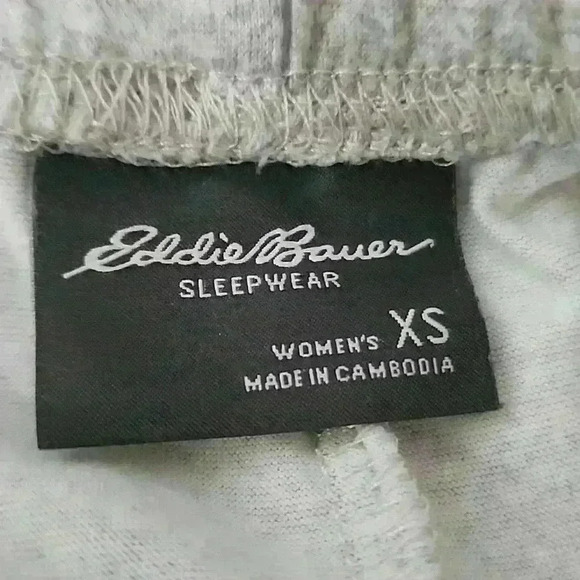 Eddie Bauer
SLEEPWEAR
WOMEN'S XS
MADE IN CAMBODIA